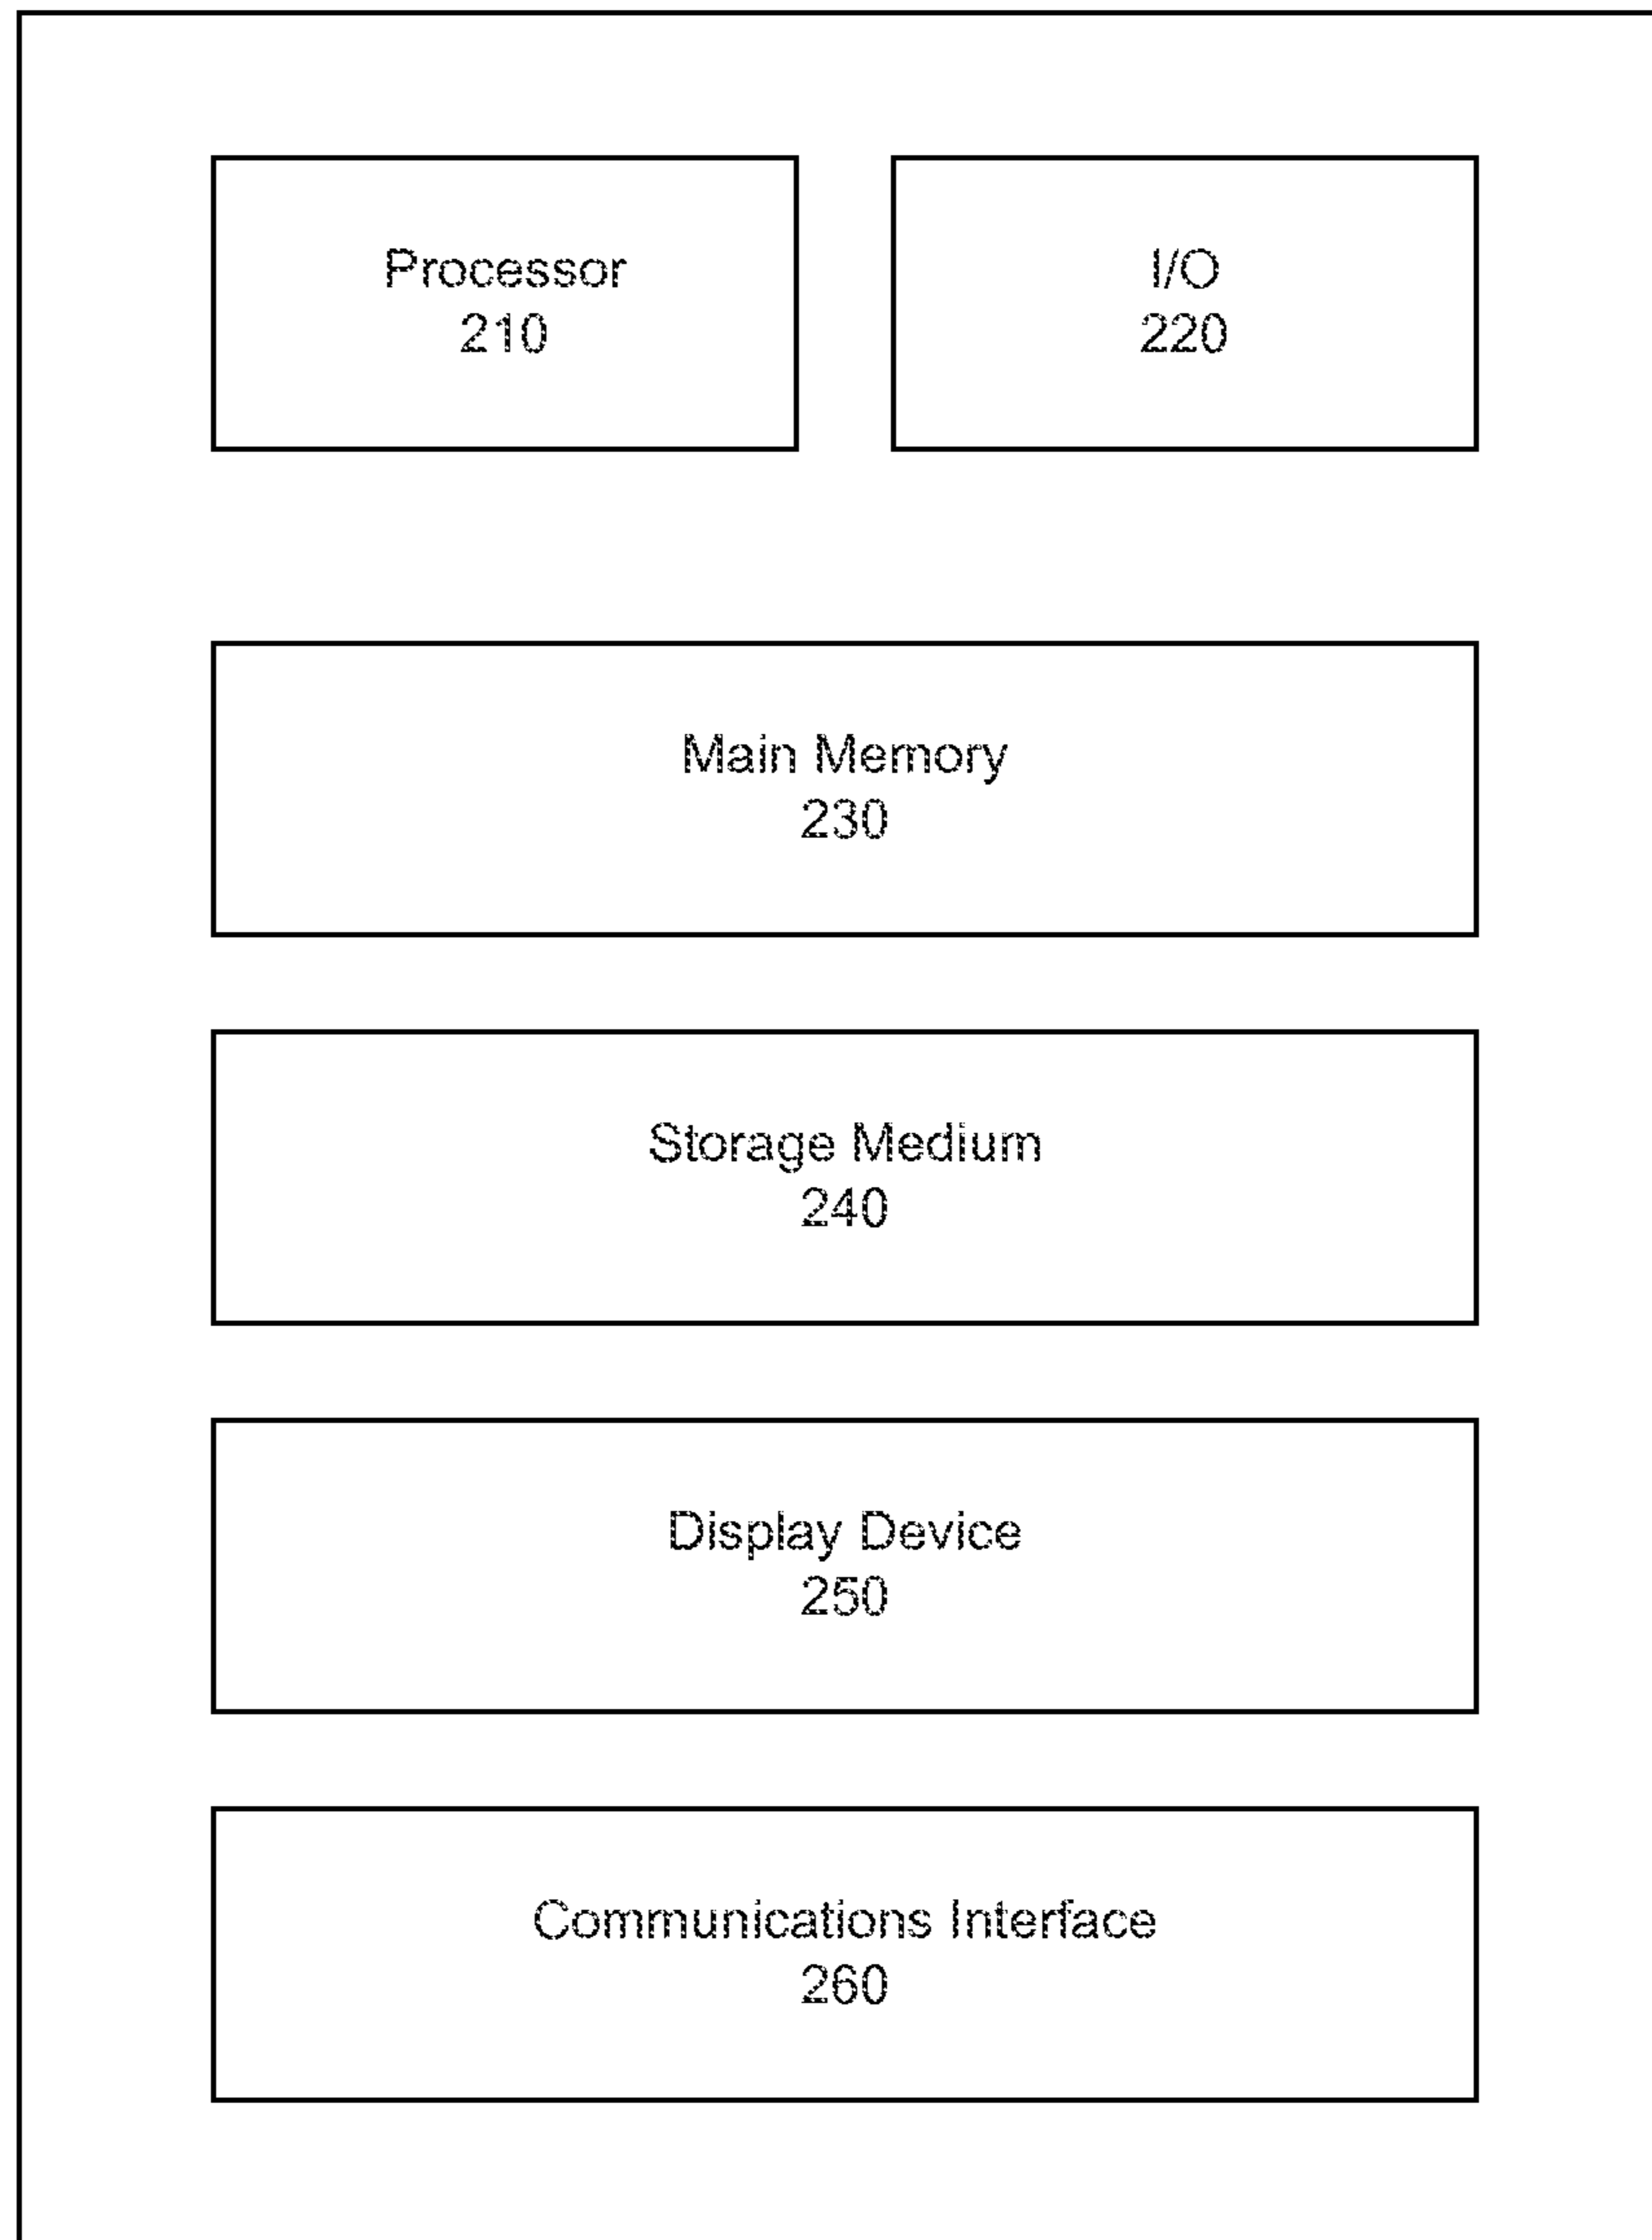 Processor
210
I/O
220
Main Memory
230
Storage Medium
240
Display Device
250
Communications Interface
260